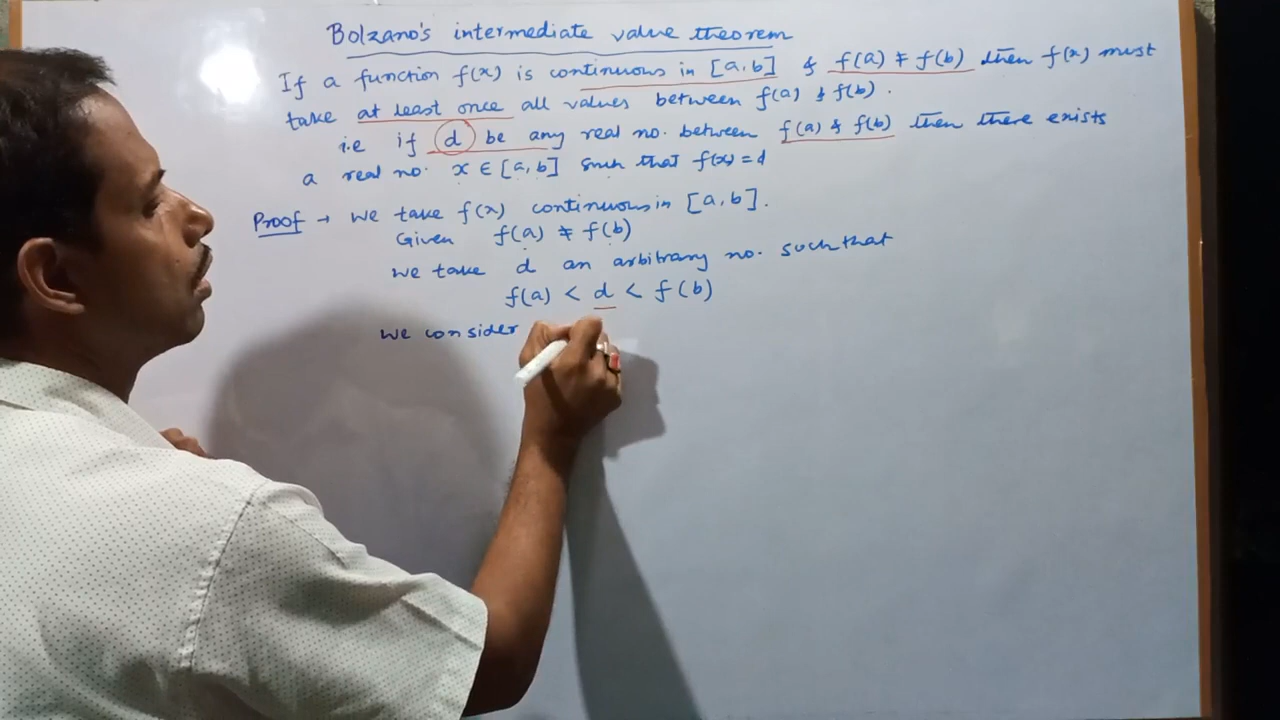 Bolzano's intermediate value theorem
If a function f(x) is continuous in [a,b] & f(a) ≠ f(b) then f(x) must
take at least once all values between f(a) & f(b).
i.e if d be any real no. between f(a) & f(b) then there exists
a real no. x ∈ [a,b] such that f(x) = d
Proof → We take f(x) continuous in [a,b].
Given f(a) ≠ f(b)
We take d an arbitrary no. such that
f(a) < d < f(b)
We consider